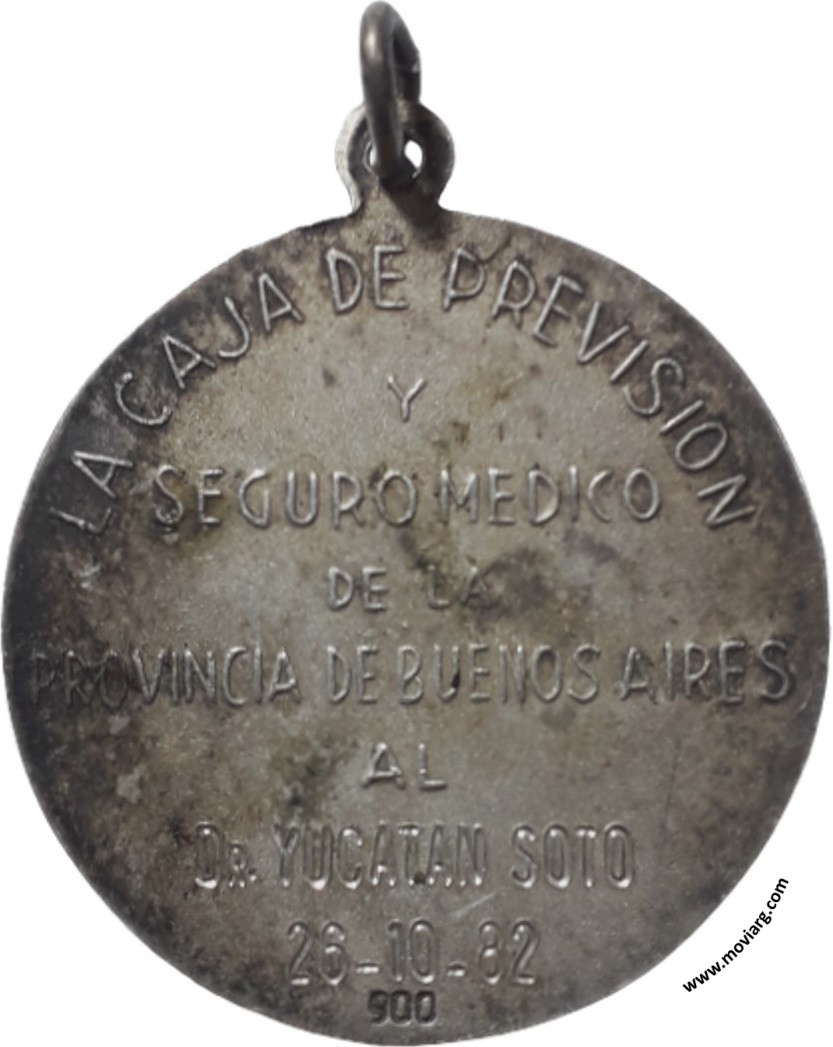 LA CAJA DE PREVISION
Y
SEGURO MEDICO
DE LA
PROVINCIA DE BUENOS AIRES
AL
Dr. YUCATAN SOTO
26-10-82
900
www.moviarg.com